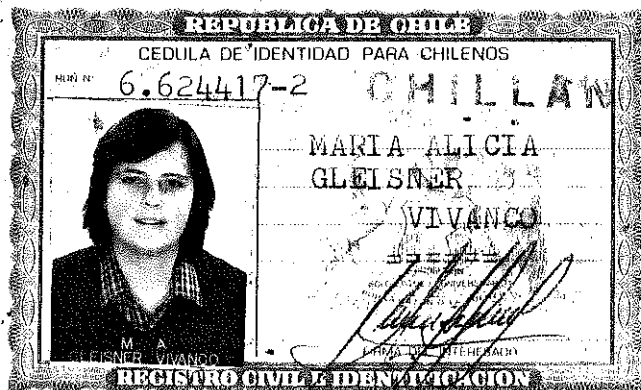 REPUBLICA DE CHILE
CEDULA DE IDENTIDAD PARA CHILENOS
RUN Nº 6.624417-2
CHILLAN
MARIA ALICIA
GLEISNER
VIVANCO
M A
GLEISNER VIVANCO
FIRMA DEL INTERESADO
REGISTRO CIVIL E IDENTIFICACION